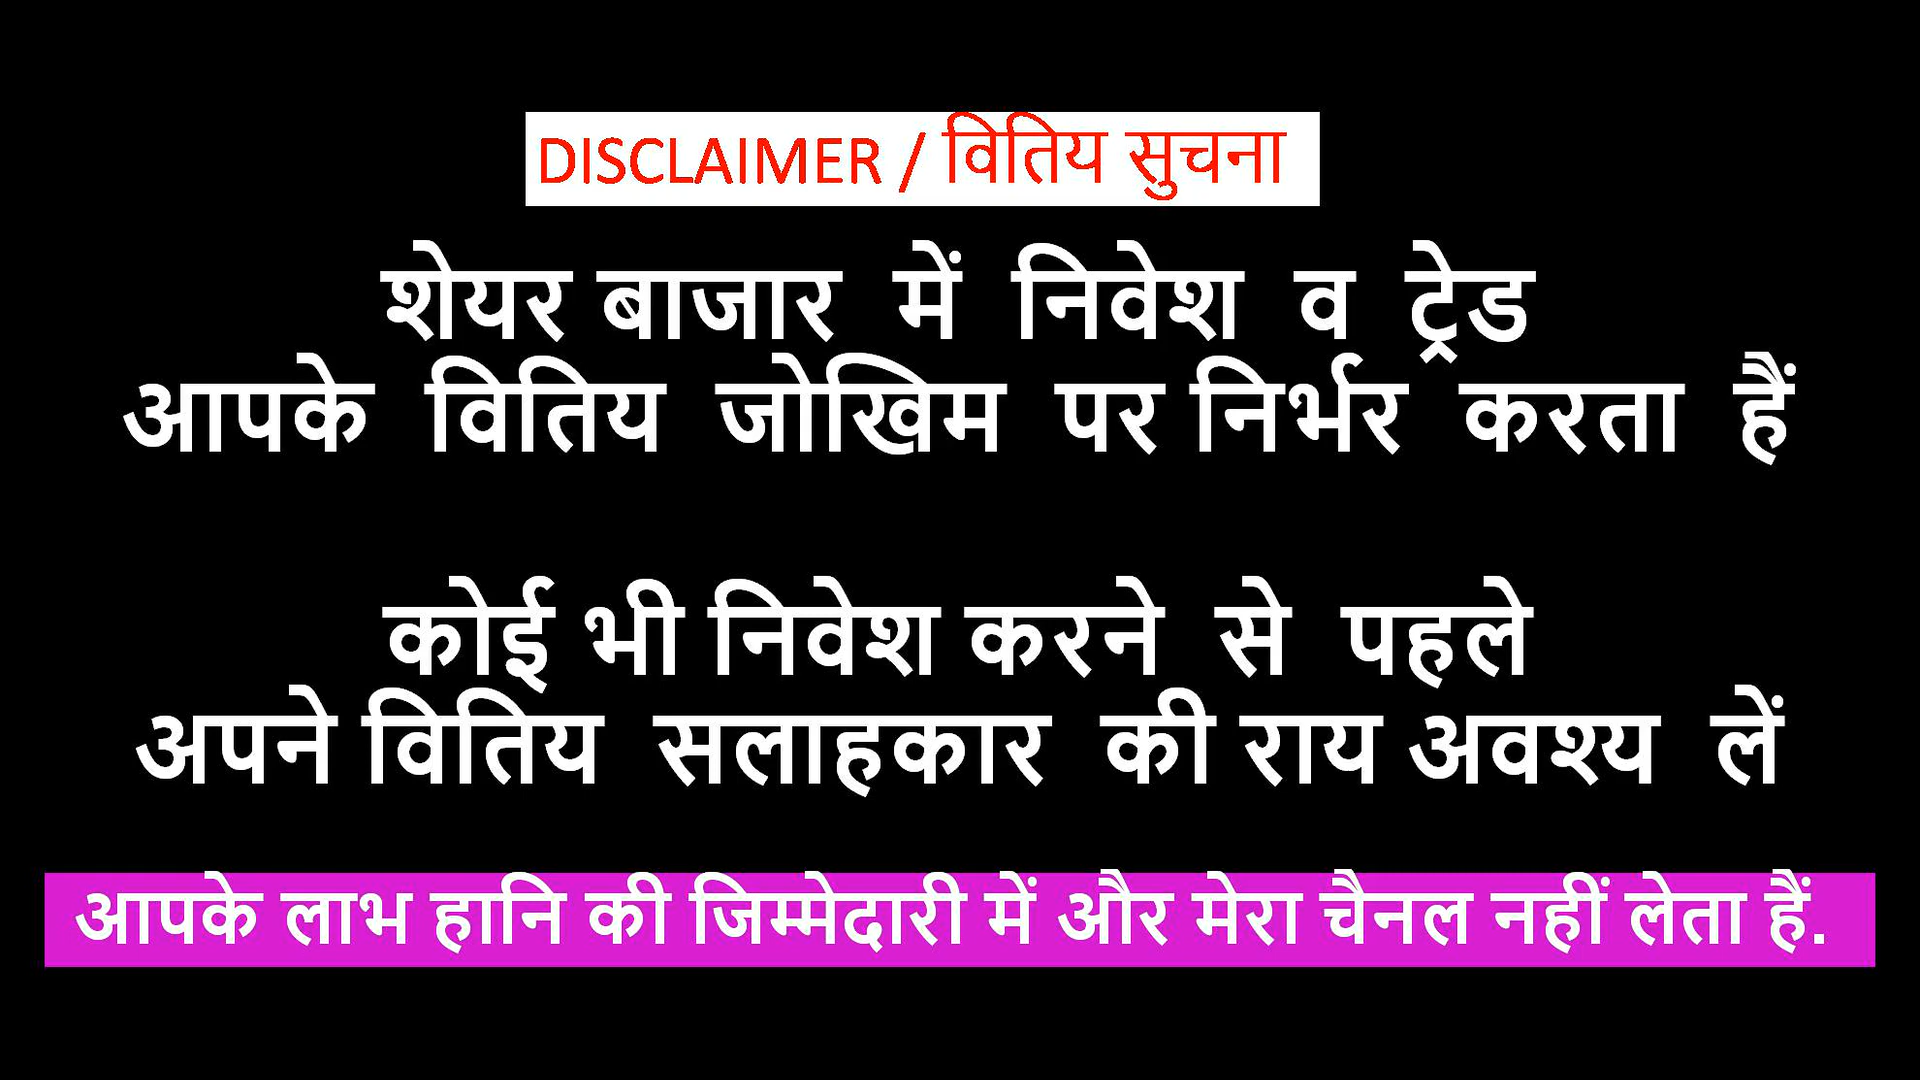 DISCLAIMER / वितिय सुचना
शेयर बाजार में निवेश व ट्रेड
आपके वितिय जोखिम पर निर्भर करता हैं
कोई भी निवेश करने से पहले
अपने वितिय सलाहकार की राय अवश्य लें
आपके लाभ हानि की जिम्मेदारी में और मेरा चैनल नहीं लेता हैं.